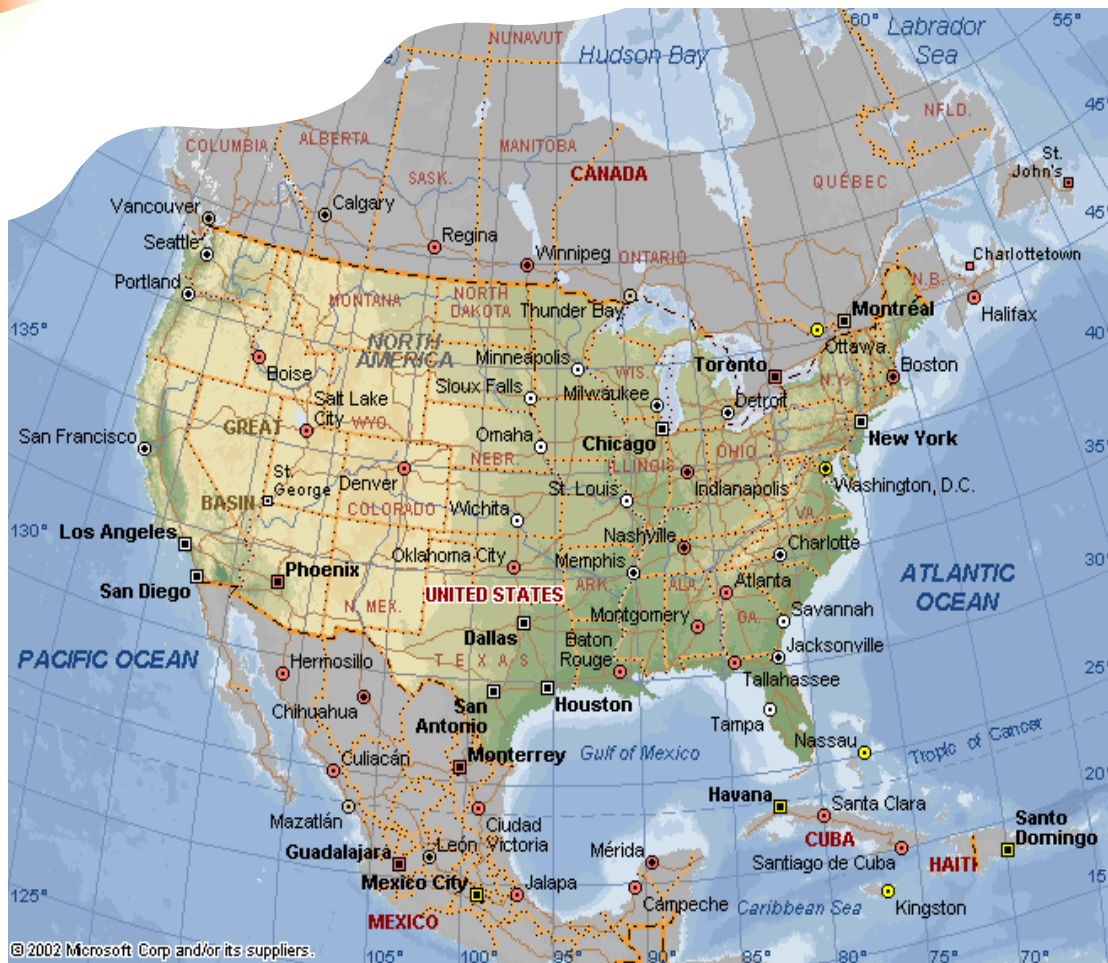 NUNAVUT
Hudson Bay
60°
Labrador
Sea
55°
45°
NFLD.
COLUMBIA
ALBERTA
MANITOBA
SASK.
CANADA
QUÉBEC
St.
John's
45°
Vancouver
Calgary
Regina
Winnipeg
ONTARIO
Charlottetown
Seattle
N.B.
Portland
MONTANA
NORTH
DAKOTA
Thunder Bay
Montréal
Halifax
135°
NORTH
AMERICA
Ottawa
40°
Minneapolis
WIS.
Toronto
Boston
Boise
Sioux Falls
Milwaukee
N.Y.
Detroit
Salt Lake
City
WYO.
GREAT
San Francisco
Omaha
Chicago
New York
35°
NEBR.
ILLINOIS
OHIO
St.
George
Denver
St. Louis
Indianapolis
Washington, D.C.
BASIN
COLORADO
Wichita
VA.
130°
Los Angeles
Nashville
Charlotte
30°
Oklahoma City
Memphis
Phoenix
San Diego
UNITED STATES
ARK.
ALA.
Atlanta
ATLANTIC
OCEAN
N. MEX.
Montgomery
GA.
Savannah
Dallas
Baton
Rouge
Jacksonville
PACIFIC OCEAN
Hermosillo
TEXAS
Tallahassee
25°
Chihuahua
San
Antonio
Houston
Tampa
Nassau
Tropic of Cancer
Culiacán
Monterrey
Gulf of Mexico
20°
Havana
Santa Clara
Mazatlán
Ciudad
Victoria
Santo
Domingo
CUBA
Guadalajara
León
Mérida
Santiago de Cuba
HAITI
Mexico City
Jalapa
15°
125°
Campeche
Caribbean Sea
Kingston
MEXICO
© 2002 Microsoft Corp and/or its suppliers.
105°
100°
95°
90°
85°
80°
75°
70°